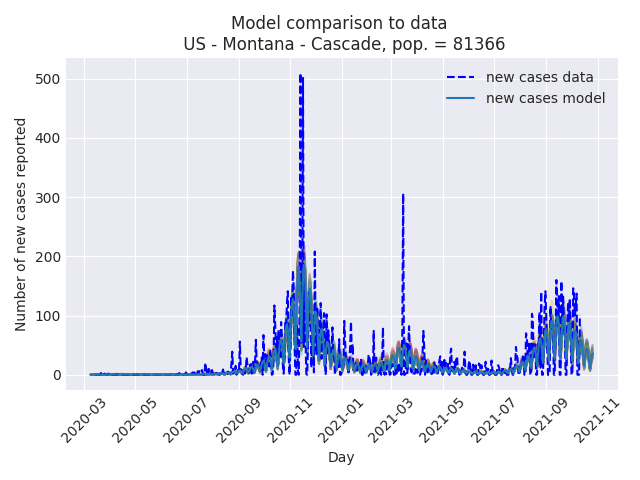 Model comparison to data
US - Montana - Cascade, pop. = 81366
new cases data
new cases model
Number of new cases reported
500
400
300
200
100
0
2020-03
2020-05
2020-07
2020-09
2020-11
2021-01
2021-03
2021-05
2021-07
2021-09
2021-11
Day